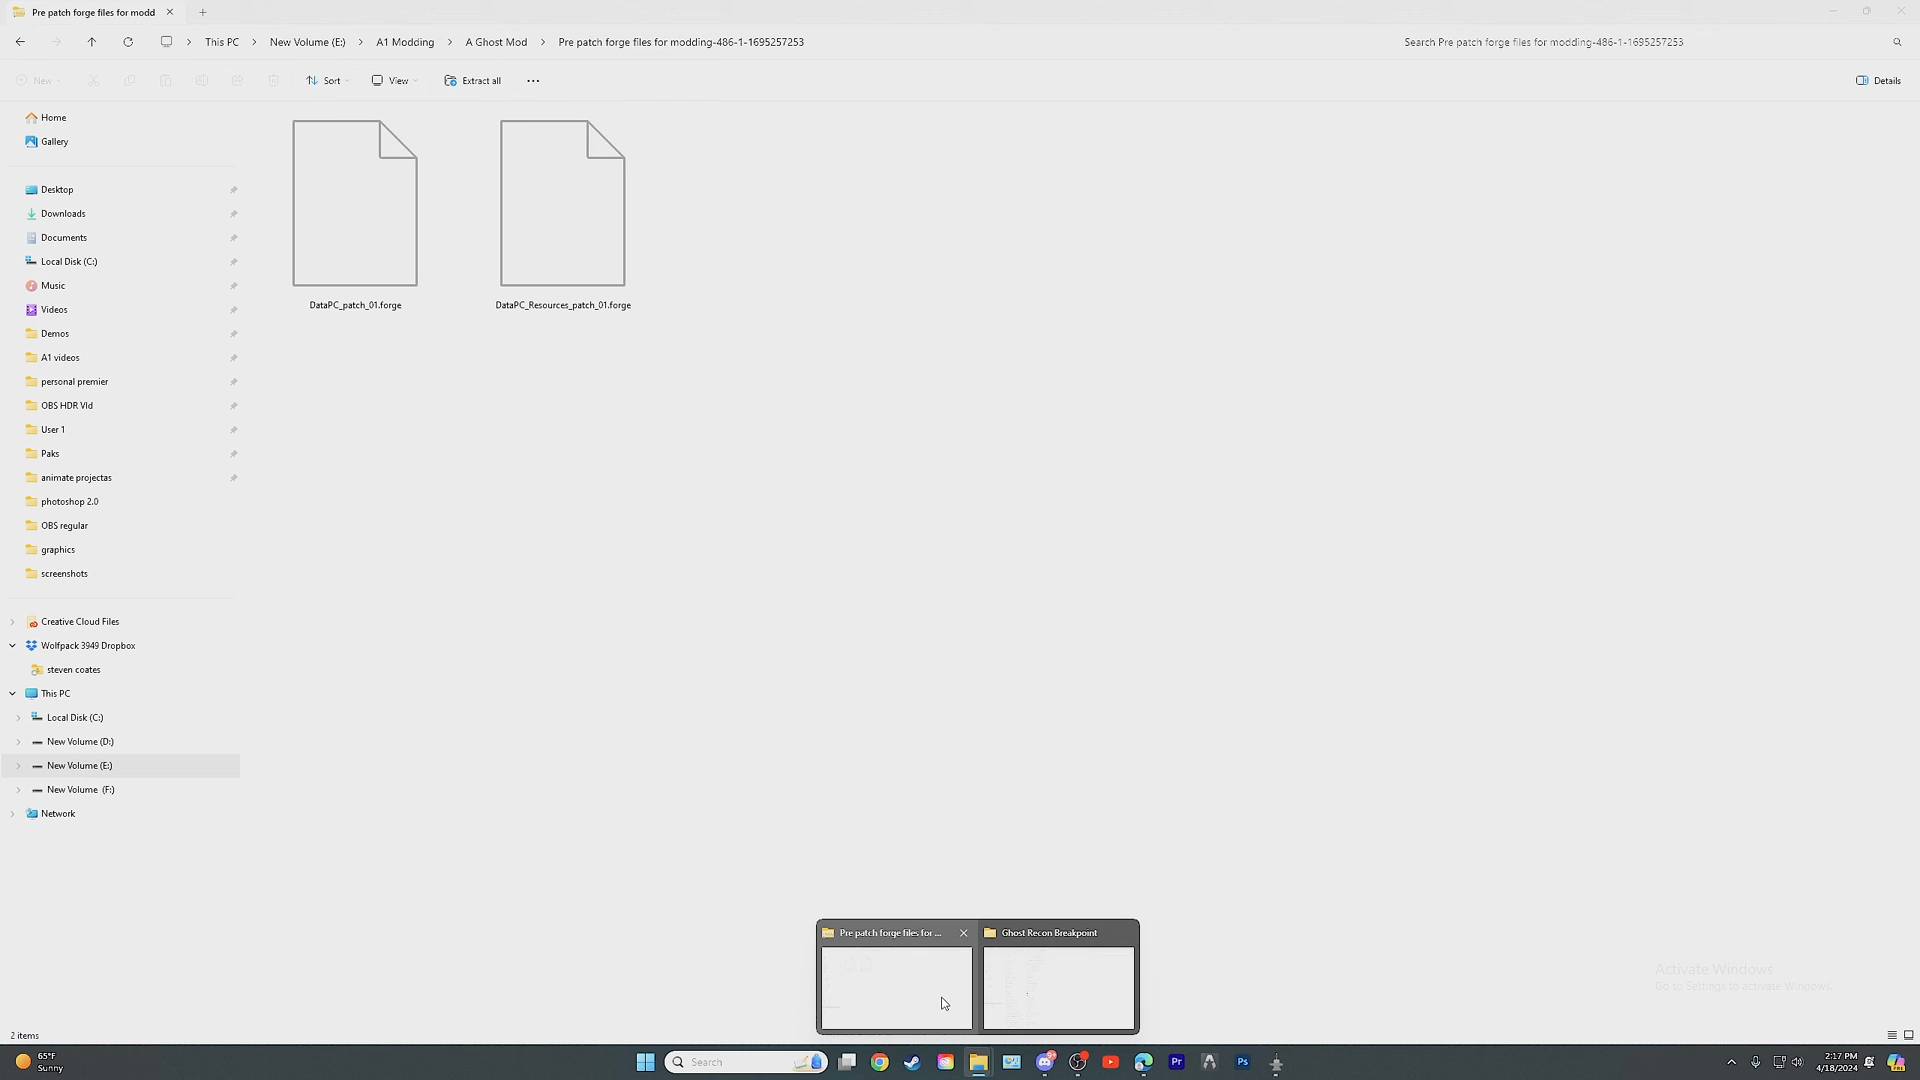 Pre patch forge files for modd
This PC > New Volume (E:) > A1 Modding > A Ghost Mod > Pre patch forge files for modding-486-1-1695257253
Search Pre patch forge files for modding-486-1-1695257253
New
Sort
View
Extract all
Details
Home
Gallery
Desktop
Downloads
Documents
Local Disk (C:)
Music
Videos
Demos
A1 videos
personal premier
OBS HDR VId
User 1
Paks
animate projectas
photoshop 2.0
OBS regular
graphics
screenshots
Creative Cloud Files
Wolfpack 3949 Dropbox
steven coates
This PC
Local Disk (C:)
New Volume (D:)
New Volume (E:)
New Volume (F:)
Network
DataPC_patch_01.forge
DataPC_Resources_patch_01.forge
Pre patch forge files for ...
Ghost Recon Breakpoint
Activate Windows
Go to Settings to activate Windows.
2 items
65°F
Sunny
Search
Pr
Ps
2:17 PM
4/18/2024